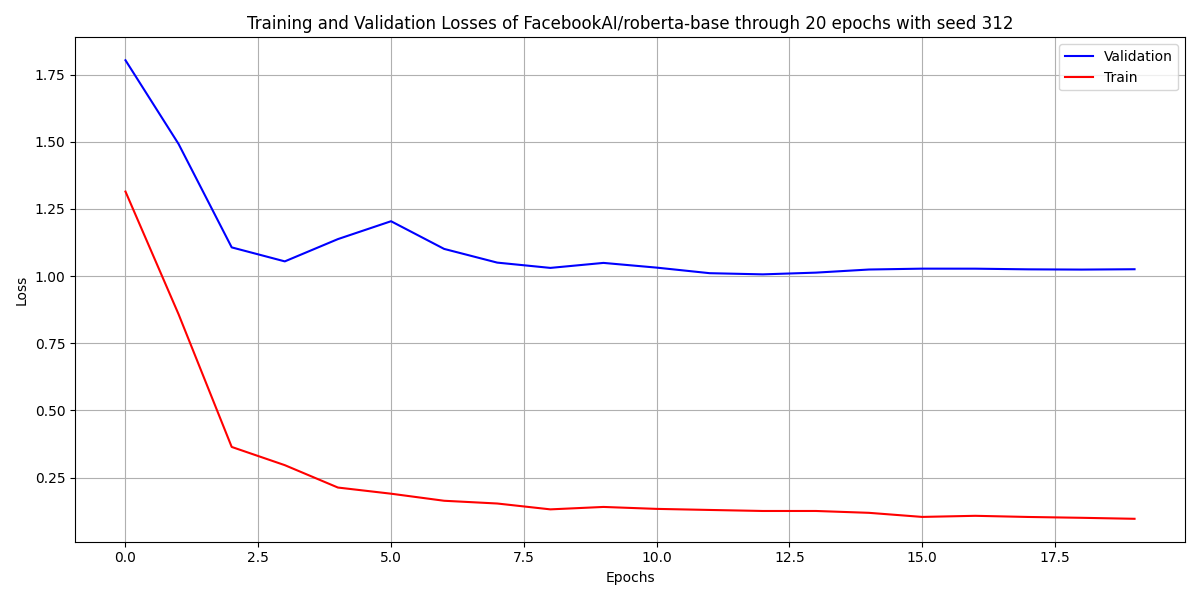 Training and Validation Losses of FacebookAI/roberta-base through 20 epochs with seed 312
Validation
Train
1.75
1.50
1.25
1.00
0.75
0.50
0.25
Loss
0.0 2.5 5.0 7.5 10.0 12.5 15.0 17.5
Epochs